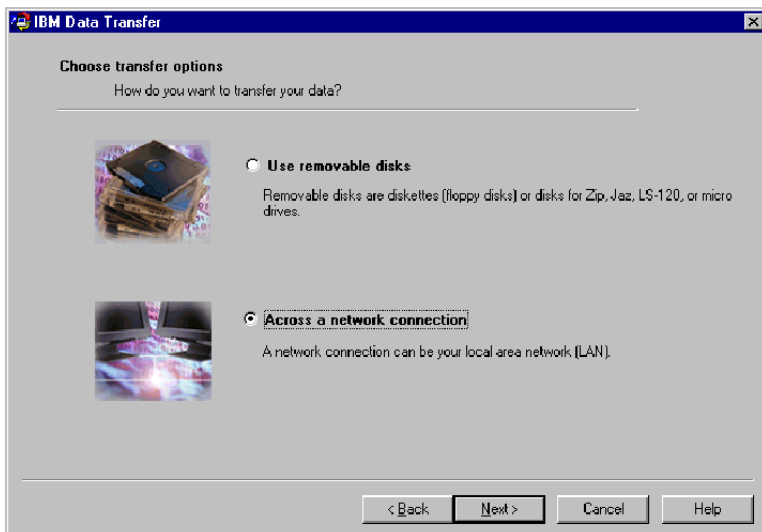 IBM Data Transfer
Choose transfer options
How do you want to transfer your data?
Use removable disks
Removable disks are diskettes (floppy disks) or disks for Zip, Jaz, LS-120, or micro
drives.
Across a network connection
A network connection can be your local area network (LAN).
< Back Next > Cancel Help